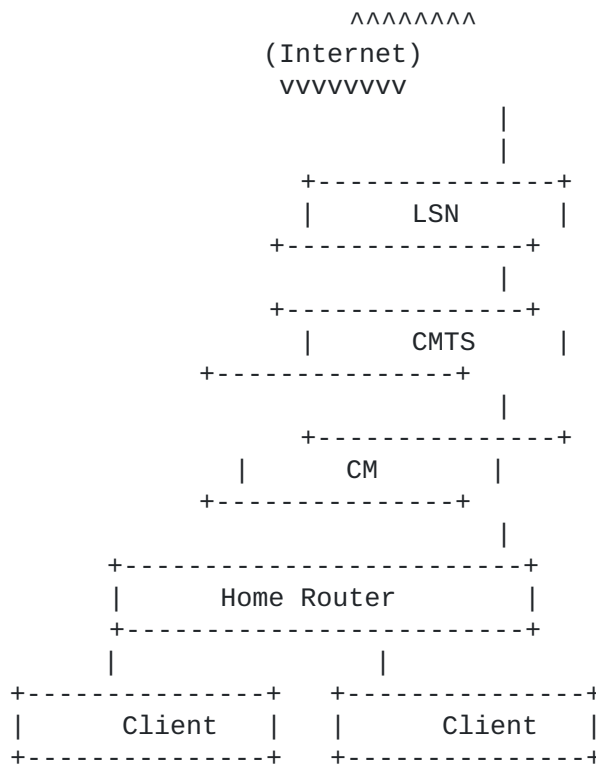 ^^^^^^^^
(Internet)
vvvvvvvv
|
|
+---------------+
| LSN |
+---------------+
|
+---------------+
| CMTS |
+---------------+
|
+---------------+
| CM |
+---------------+
|
+-------------------------+
| Home Router |
+-------------------------+
| |
+---------------+ +---------------+
| Client | | Client |
+---------------+ +---------------+